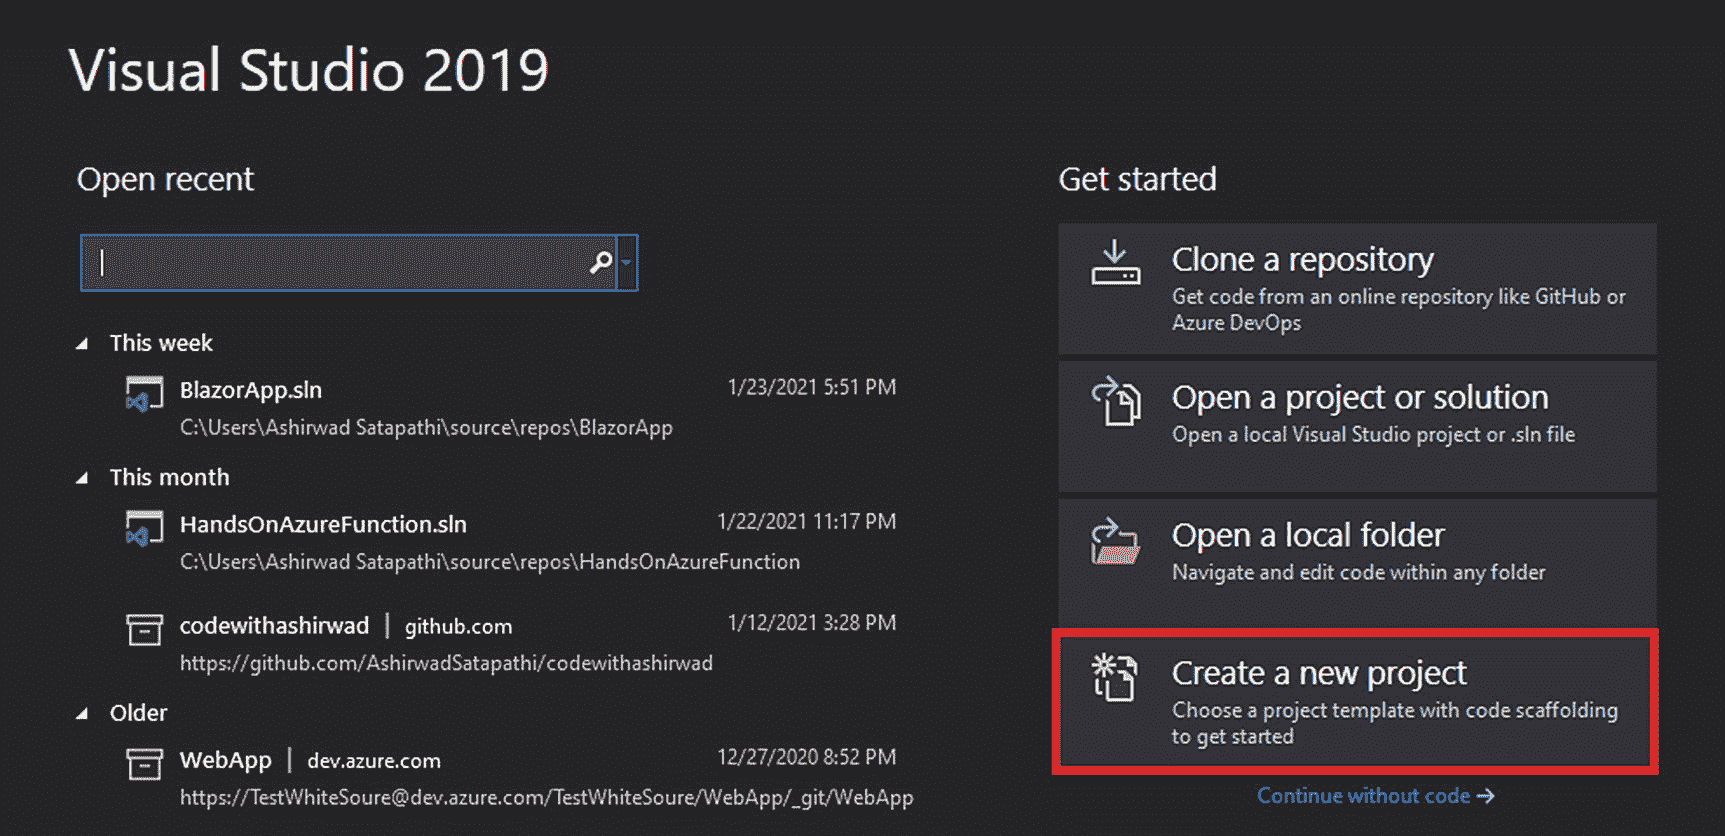 Visual Studio 2019
Open recent
This week
BlazorApp.sln
1/23/2021 5:51 PM
C:\Users\Ashirwad Satapathi\source\repos\BlazorApp
This month
HandsOnAzureFunction.sln
1/22/2021 11:17 PM
C:\Users\Ashirwad Satapathi\source\repos\HandsOnAzureFunction
codewithashirwad | github.com
1/12/2021 3:28 PM
https://github.com/AshirwadSatapathi/codewithashirwad
Older
WebApp | dev.azure.com
12/27/2020 8:52 PM
https://TestWhiteSoure@dev.azure.com/TestWhiteSoure/WebApp/_git/WebApp
Get started
Clone a repository
Get code from an online repository like GitHub or
Azure DevOps
Open a project or solution
Open a local Visual Studio project or .sln file
Open a local folder
Navigate and edit code within any folder
Create a new project
Choose a project template with code scaffolding
to get started
Continue without code →